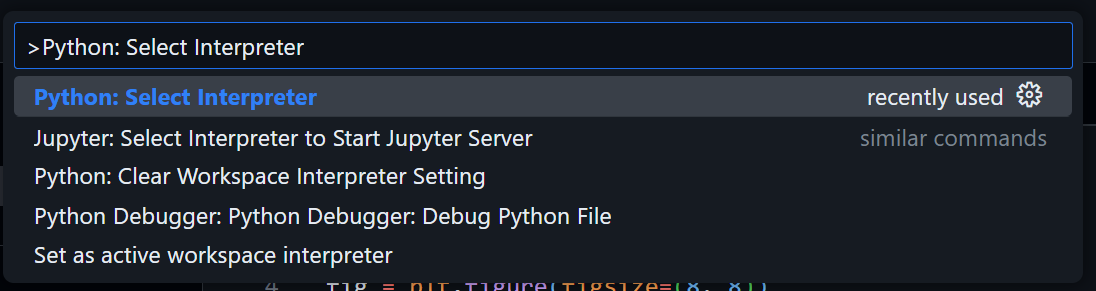 >Python: Select Interpreter
Python: Select Interpreter recently used
Jupyter: Select Interpreter to Start Jupyter Server similar commands
Python: Clear Workspace Interpreter Setting
Python Debugger: Python Debugger: Debug Python File
Set as active workspace interpreter
4 fig = plt.figure(figsize=(8, 8))